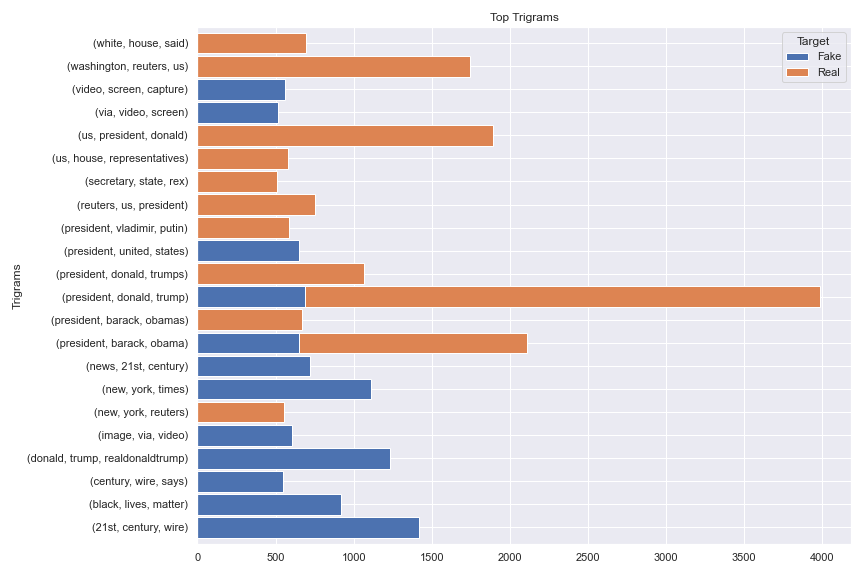 Top Trigrams
Target
Fake
Real
Trigrams
(white, house, said)
(washington, reuters, us)
(video, screen, capture)
(via, video, screen)
(us, president, donald)
(us, house, representatives)
(secretary, state, rex)
(reuters, us, president)
(president, vladimir, putin)
(president, united, states)
(president, donald, trumps)
(president, donald, trump)
(president, barack, obamas)
(president, barack, obama)
(news, 21st, century)
(new, york, times)
(new, york, reuters)
(image, via, video)
(donald, trump, realdonaldtrump)
(century, wire, says)
(black, lives, matter)
(21st, century, wire)
0 500 1000 1500 2000 2500 3000 3500 4000